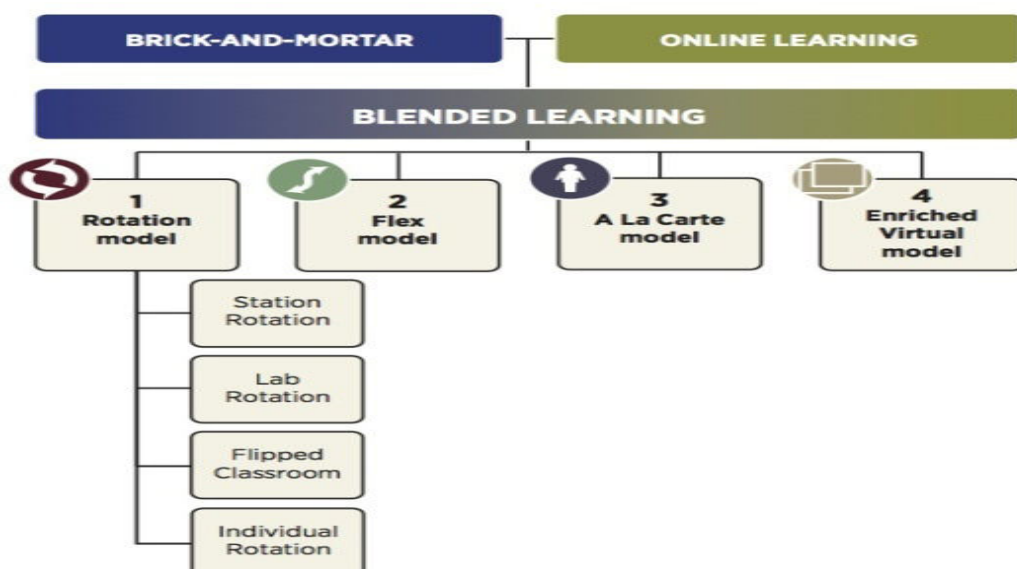 BRICK-AND-MORTAR
ONLINE LEARNING
BLENDED LEARNING
1
Rotation
model
2
Flex
model
3
A La Carte
model
4
Enriched
Virtual
model
Station
Rotation
Lab
Rotation
Flipped
Classroom
Individual
Rotation